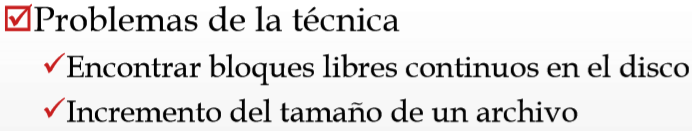 Problemas de la técnica
Encontrar bloques libres continuos en el disco
Incremento del tamaño de un archivo